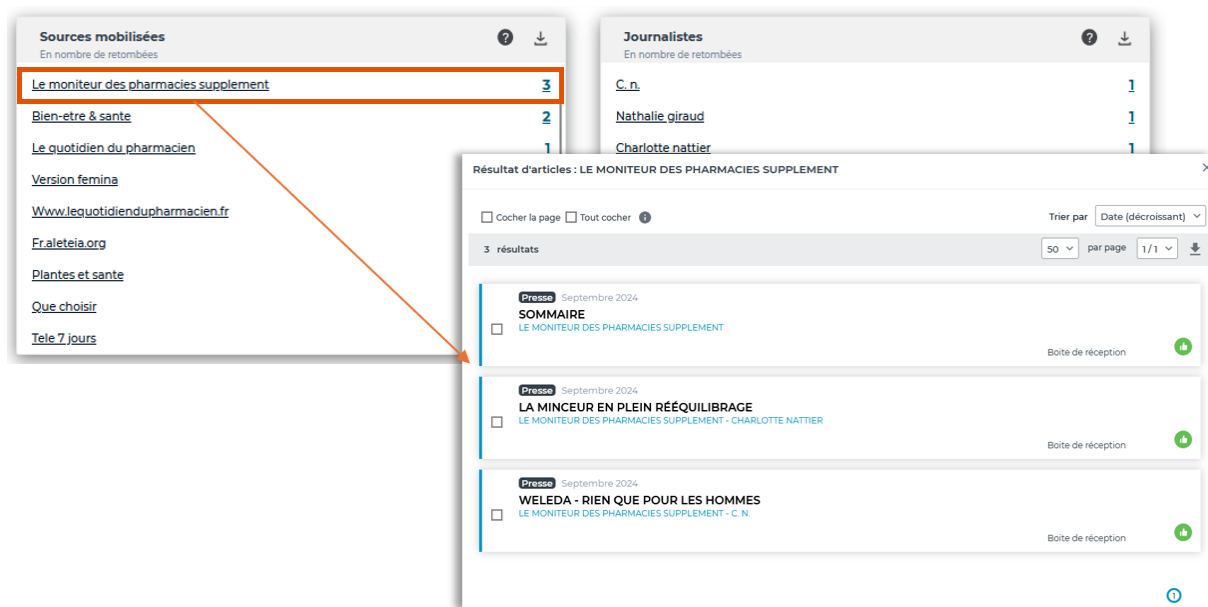 Sources mobilisées
En nombre de retombées
Le moniteur des pharmacies supplement 3
Bien-etre & sante 2
Le quotidien du pharmacien 1
Version femina
Www.lequotidiendupharmacien.fr
Fr.aleteia.org
Plantes et sante
Que choisir
Tele 7 jours
Journalistes
En nombre de retombées
C. n. 1
Nathalie giraud 1
Charlotte nattier 1
Résultat d'articles : LE MONITEUR DES PHARMACIES SUPPLEMENT
Cocher la page Tout cocher Trier par Date (décroissant)
3 résultats 50 par page 1/1
Presse Septembre 2024
SOMMAIRE
LE MONITEUR DES PHARMACIES SUPPLEMENT
Boite de réception
Presse Septembre 2024
LA MINCEUR EN PLEIN RÉÉQUILIBRAGE
LE MONITEUR DES PHARMACIES SUPPLEMENT - CHARLOTTE NATTIER
Boite de réception
Presse Septembre 2024
WELEDA - RIEN QUE POUR LES HOMMES
LE MONITEUR DES PHARMACIES SUPPLEMENT - C. N.
Boite de réception
1